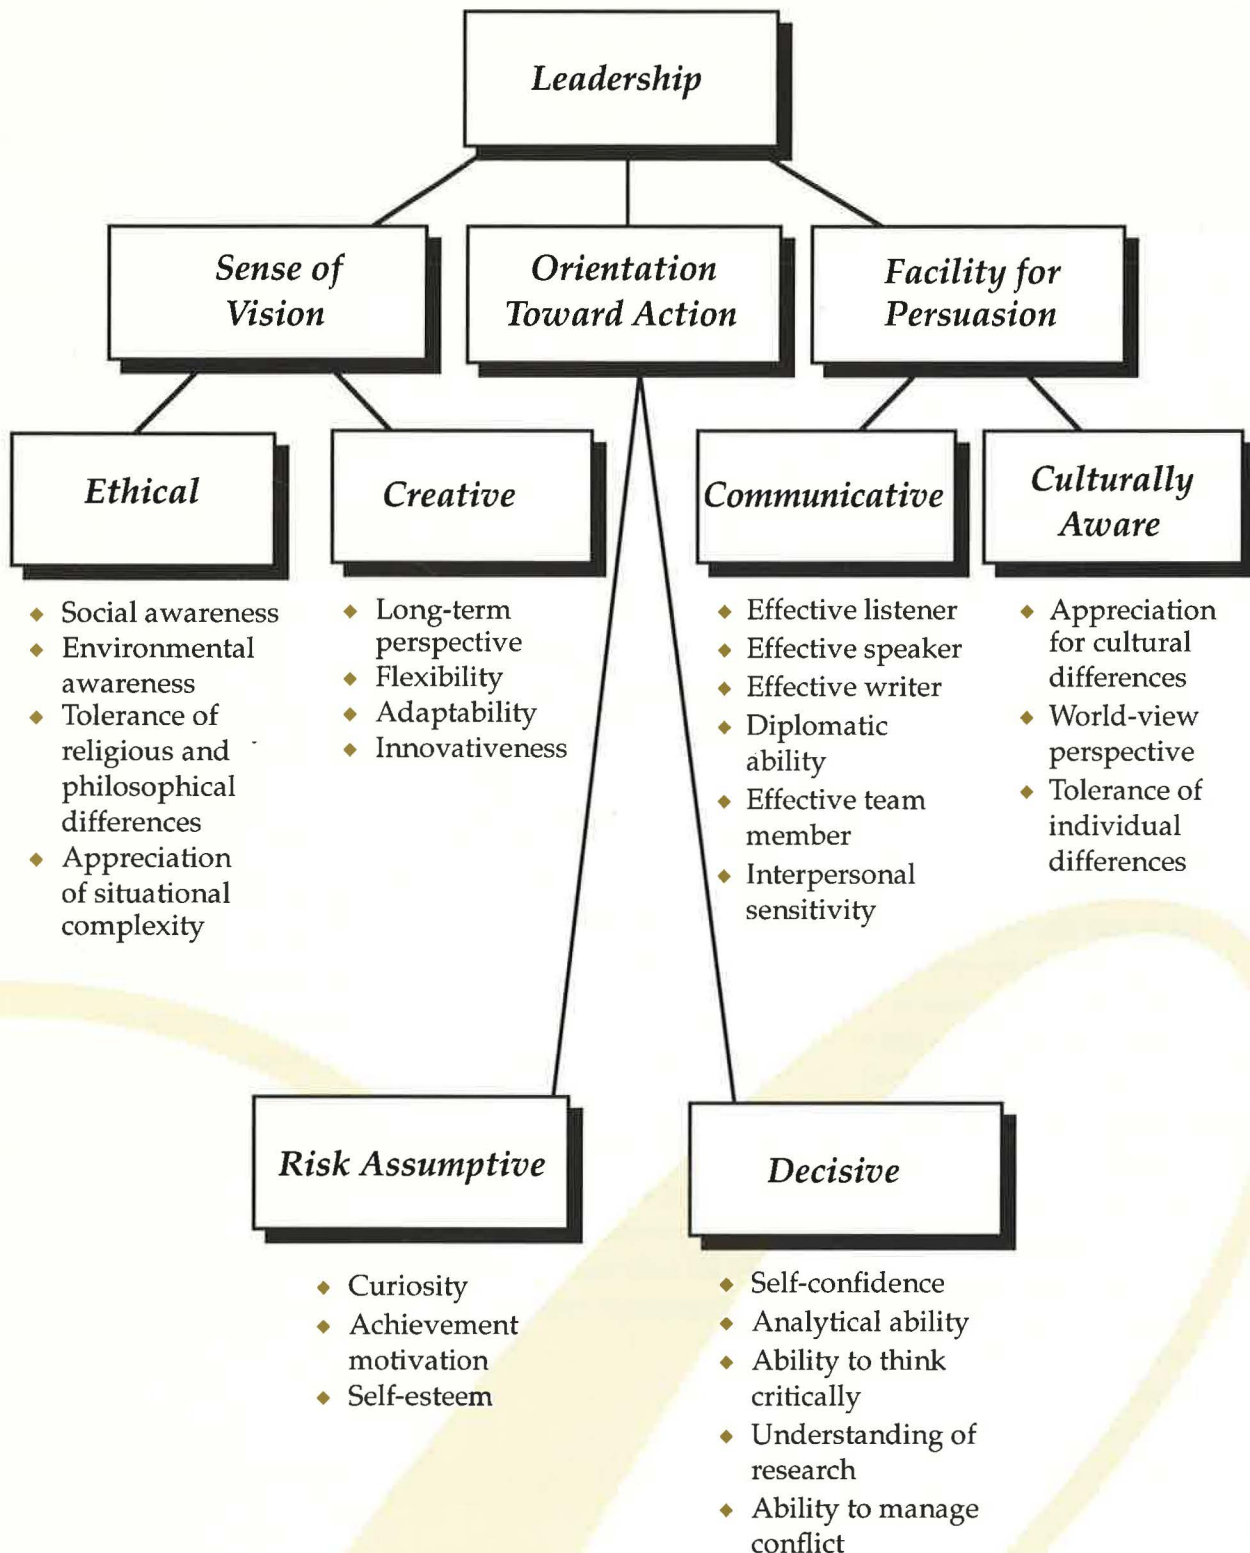 Leadership
Sense of
Vision
Orientation
Toward Action
Facility for
Persuasion
Ethical
Creative
Communicative
Culturally
Aware
Social awareness
Environmental
awareness
Tolerance of
religious and
philosophical
differences
Appreciation
of situational
complexity
Long-term
perspective
Flexibility
Adaptability
Innovativeness
Effective listener
Effective speaker
Effective writer
Diplomatic
ability
Effective team
member
Interpersonal
sensitivity
Appreciation
for cultural
differences
World-view
perspective
Tolerance of
individual
differences
Risk Assumptive
Decisive
Curiosity
Achievement
motivation
Self-esteem
Self-confidence
Analytical ability
Ability to think
critically
Understanding of
research
Ability to manage
conflict